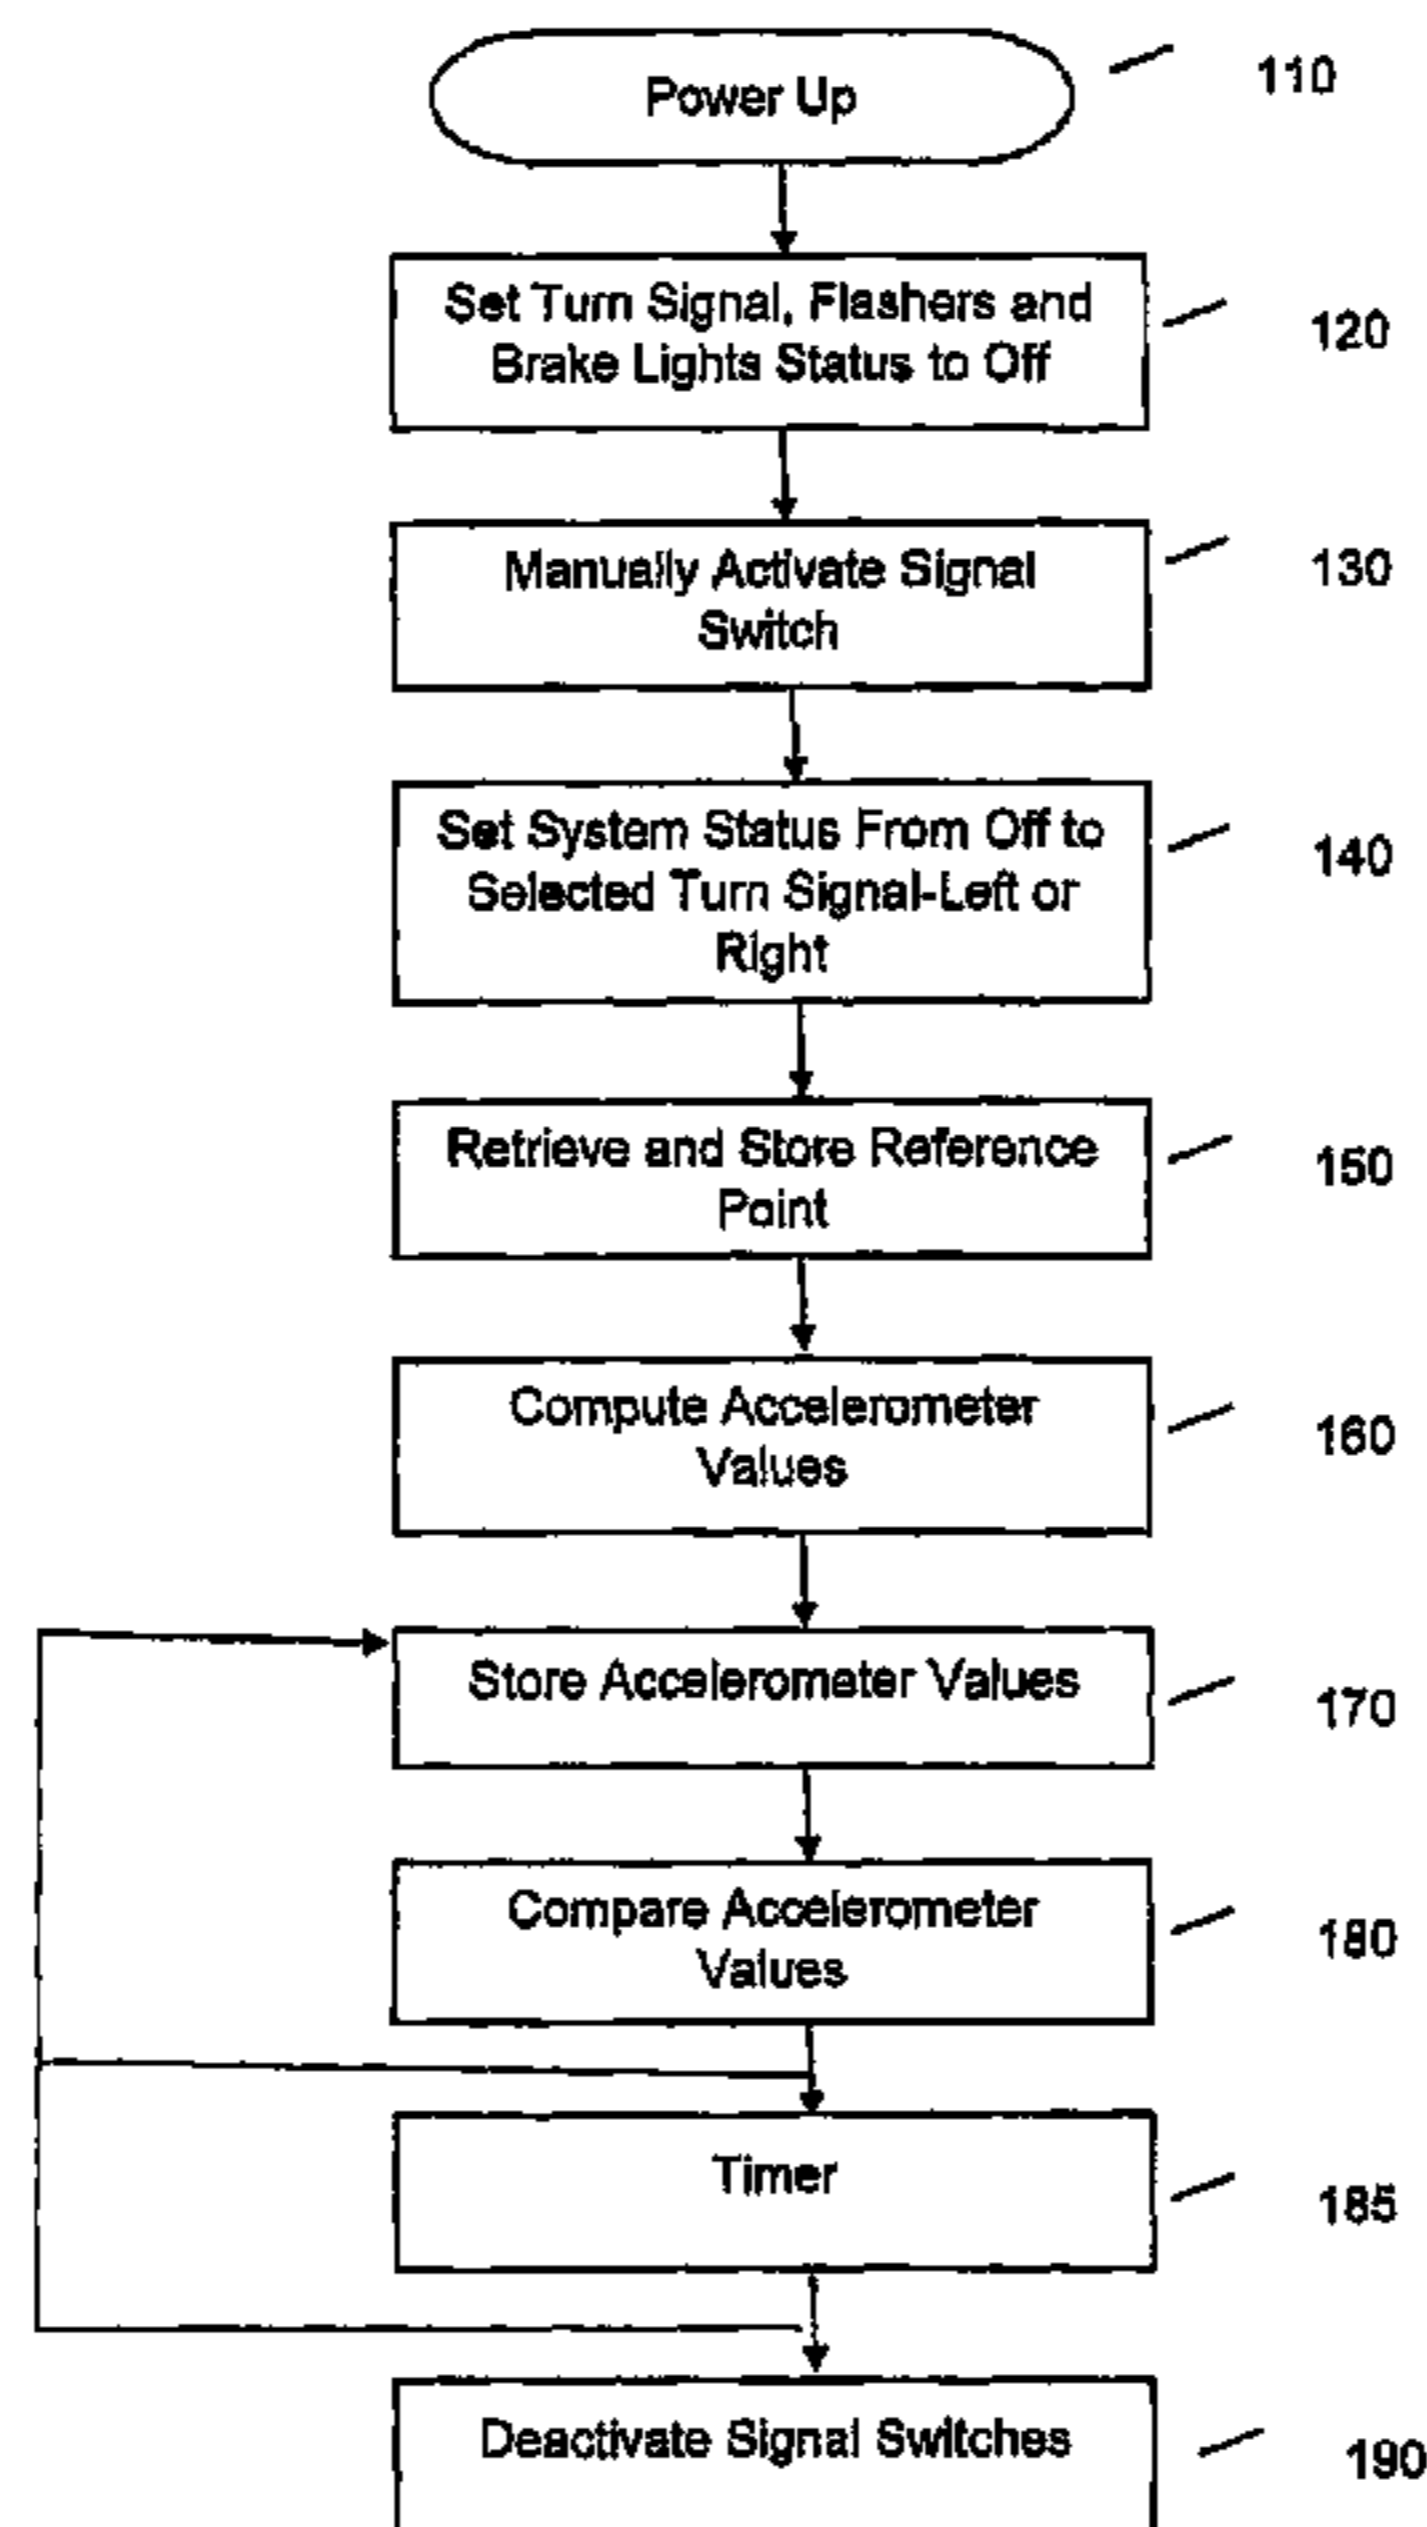 Power Up
110
Set Turn Signal, Flashers and
Brake Lights Status to Off
120
Manually Activate Signal
Switch
130
Set System Status From Off to
Selected Turn Signal-Left or
Right
140
Retrieve and Store Reference
Point
150
Compute Accelerometer
Values
160
Store Accelerometer Values
170
Compare Accelerometer
Values
180
Timer
185
Deactivate Signal Switches
190